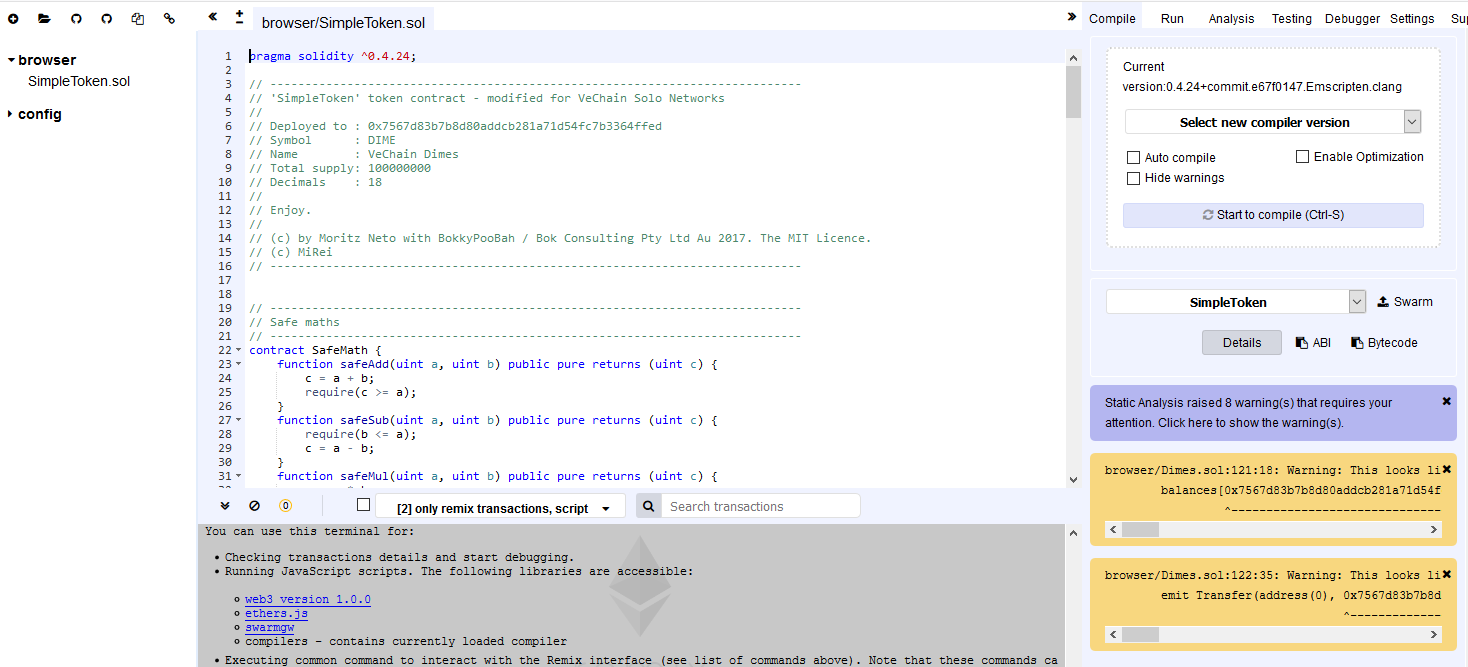 browser/SimpleToken.sol
Compile Run Analysis Testing Debugger Settings
browser
SimpleToken.sol
config
1 pragma solidity ^0.4.24;
2
3 // ----------------------------------------------------------------------------
4 // 'SimpleToken' token contract - modified for VeChain Solo Networks
5 //
6 // Deployed to : 0x7567d83b7b8d80addcb281a71d54fc7b3364ffed
7 // Symbol      : DIME
8 // Name        : VeChain Dimes
9 // Total supply: 100000000
10 // Decimals    : 18
11 //
12 // Enjoy.
13 //
14 // (c) by Moritz Neto with BokkyPooBah / Bok Consulting Pty Ltd Au 2017. The MIT Licence.
15 // (c) MiRei
16 // ----------------------------------------------------------------------------
17
18
19 // ----------------------------------------------------------------------------
20 // Safe maths
21 // ----------------------------------------------------------------------------
22 contract SafeMath {
23     function safeAdd(uint a, uint b) public pure returns (uint c) {
24         c = a + b;
25         require(c >= a);
26     }
27     function safeSub(uint a, uint b) public pure returns (uint c) {
28         require(b <= a);
29         c = a - b;
30     }
31     function safeMul(uint a, uint b) public pure returns (uint c) {
0
[2] only remix transactions, script
Search transactions
You can use this terminal for:
• Checking transactions details and start debugging.
• Running JavaScript scripts. The following libraries are accessible:
web3 version 1.0.0
ethers.js
swarmgw
compilers - contains currently loaded compiler
• Executing common command to interact with the Remix interface (see list of commands above). Note that these commands ca
Current
version:0.4.24+commit.e67f0147.Emscripten.clang
Select new compiler version
Auto compile Enable Optimization
Hide warnings
Start to compile (Ctrl-S)
SimpleToken Swarm
Details ABI Bytecode
Static Analysis raised 8 warning(s) that requires your
attention. Click here to show the warning(s).
browser/Dimes.sol:121:18: Warning: This looks li
balances[0x7567d83b7b8d80addcb281a71d54f
^------------------------------
browser/Dimes.sol:122:35: Warning: This looks li
emit Transfer(address(0), 0x7567d83b7b8d
^-------------